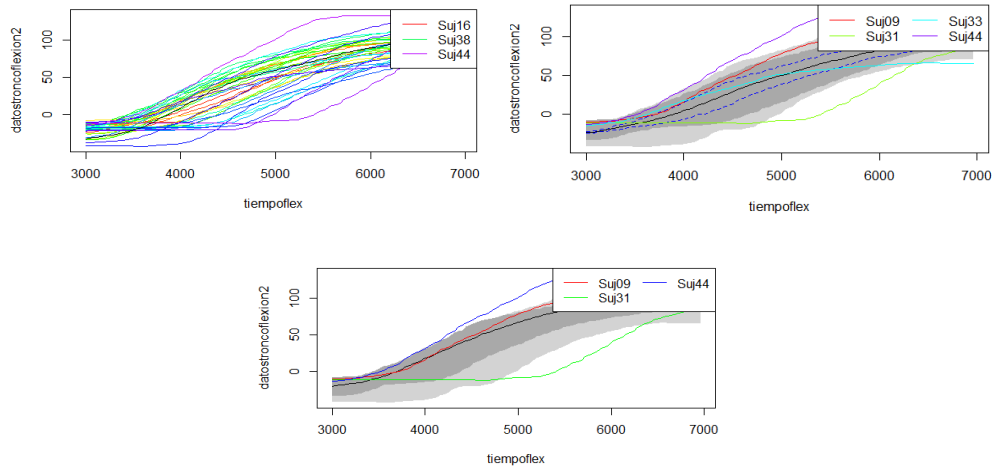 Suj16
Suj38
Suj44
datostroncoflexion2
0
50
100
3000 4000 5000 6000 7000
tiempoflex
Suj09 Suj33
Suj31 Suj44
datostroncoflexion2
0
50
100
3000 4000 5000 6000 7000
tiempoflex
Suj09 Suj44
Suj31
datostroncoflexion2
0
50
100
3000 4000 5000 6000 7000
tiempoflex